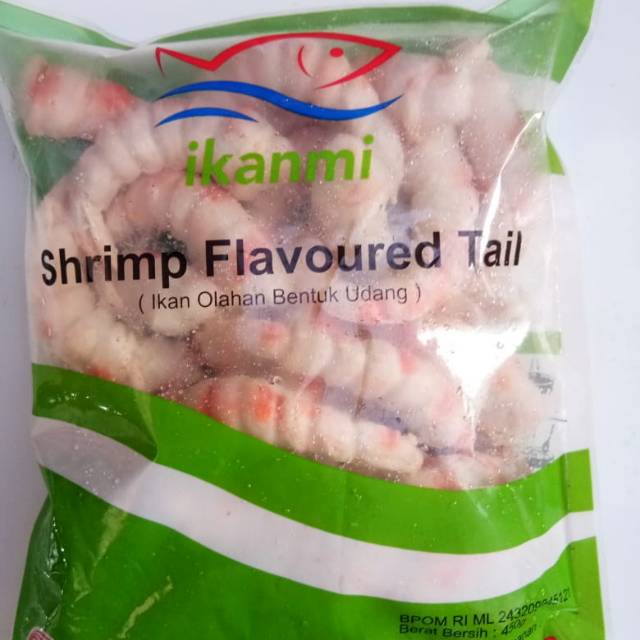 ikanmi
Shrimp Flavoured Tail
( Ikan Olahan Bentuk Udang )
BPOM RI ML
Berat Bersih :